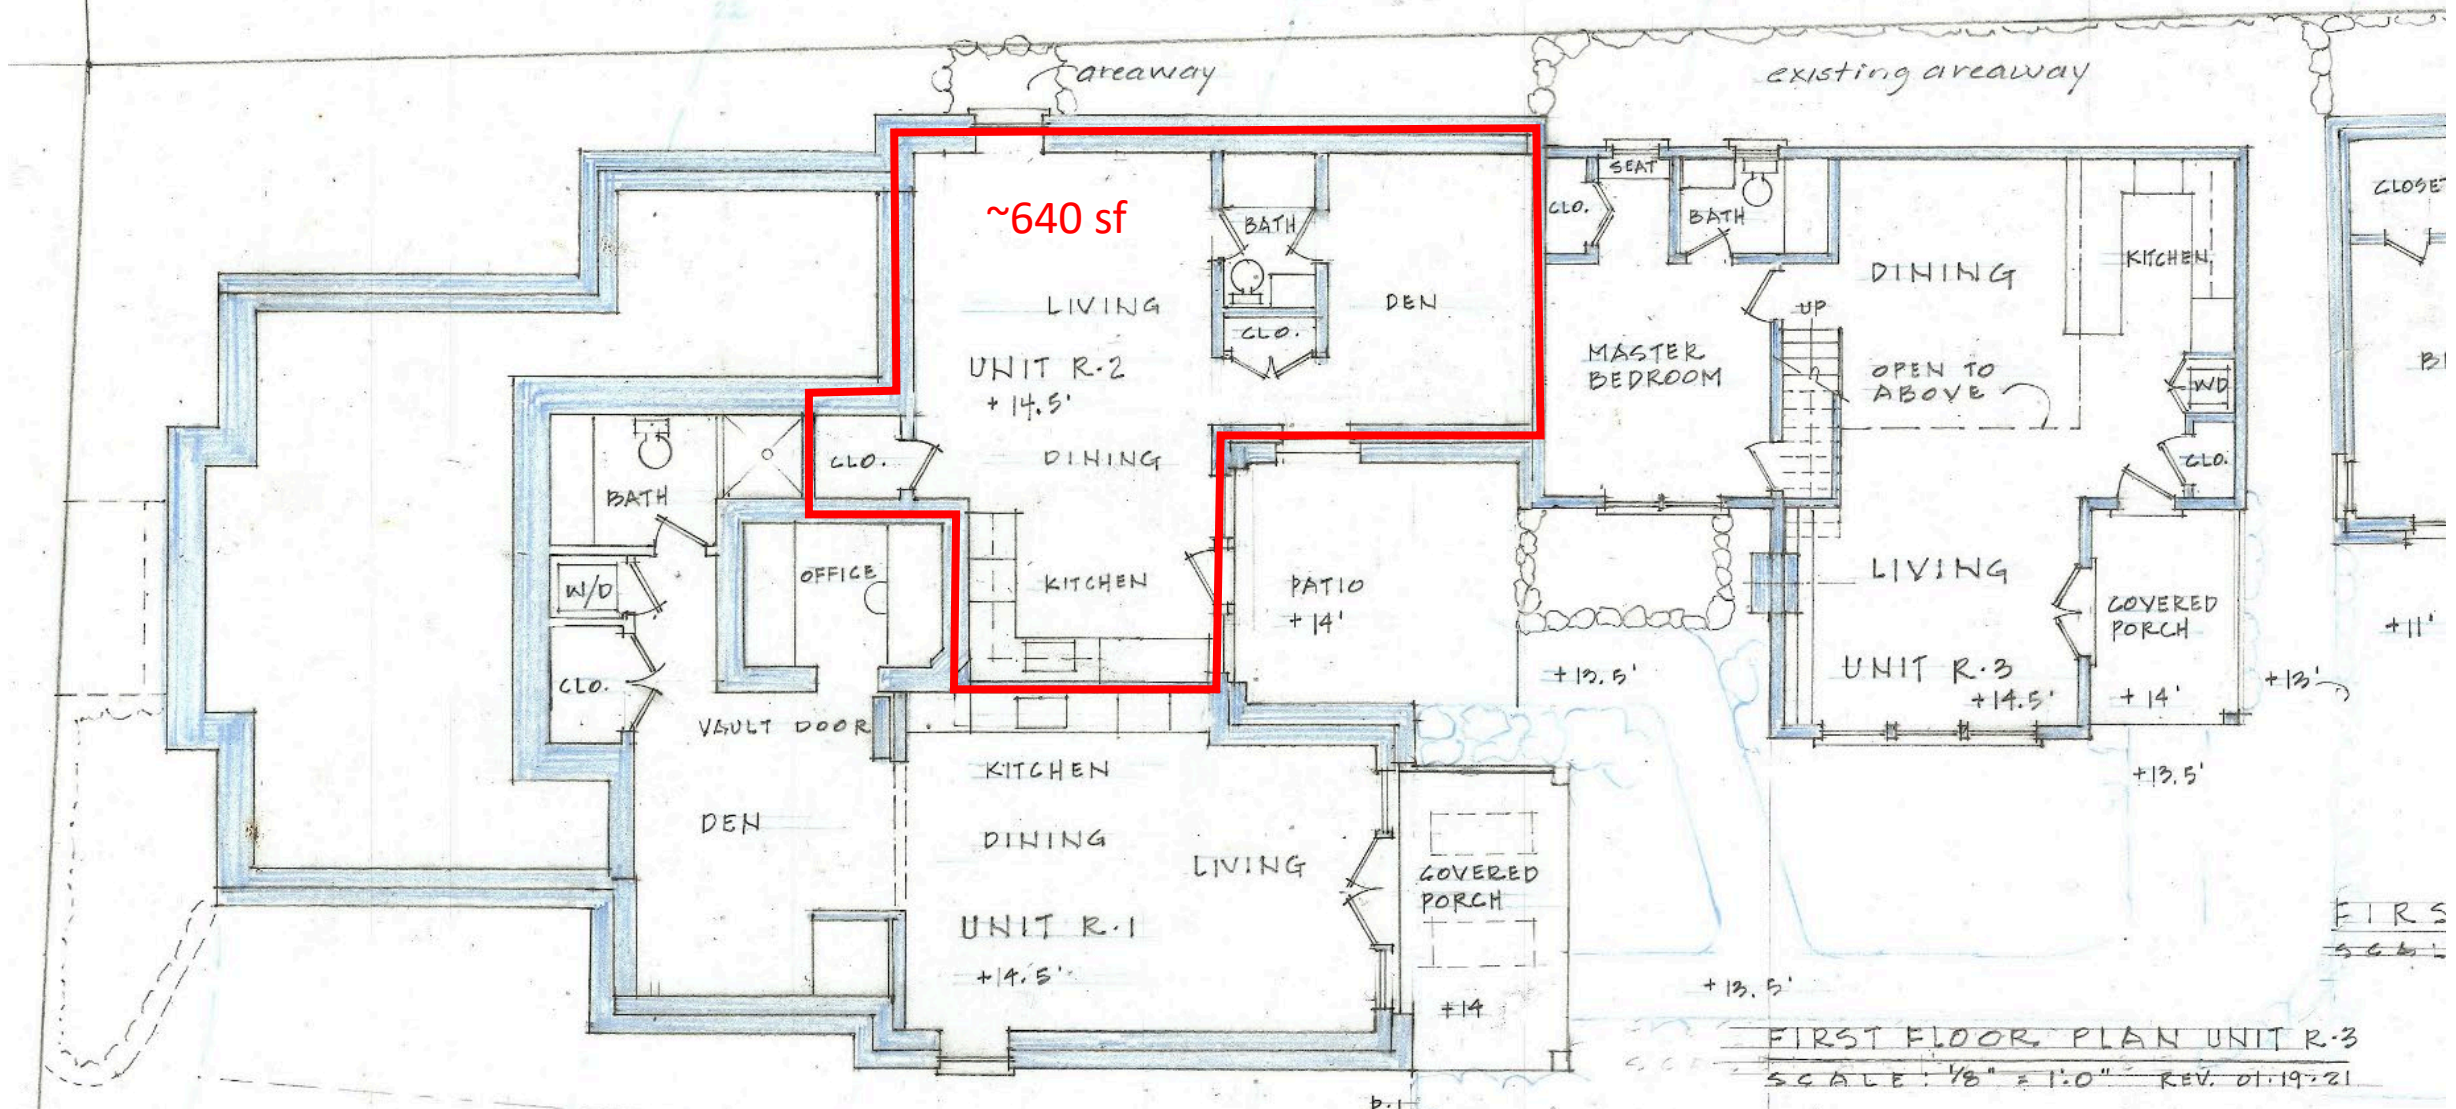 areaway
existing areaway
SEAT
CLO.
BATH
KITCHEN
CLOSET
~640 sf
BATH
LIVING
DEN
DINING
UP
CLO.
UNIT R-2
+14.5'
MASTER
BEDROOM
OPEN TO
ABOVE
WD
CLO.
DINING
CLO.
BATH
OFFICE
KITCHEN
PATIO
+14'
LIVING
COVERED
PORCH
+11'
W/D
CLO.
+13.5'
UNIT R-3
+14.5'
+14'
+13'
VAULT DOOR
KITCHEN
+13.5'
DEN
DINING
LIVING
COVERED
PORCH
UNIT R-1
+14.5'
+14
+13.5'
FIRS
SCAL
FIRST FLOOR PLAN UNIT R-3
SCALE: 1/8" = 1'.0" REV. 01.19.21